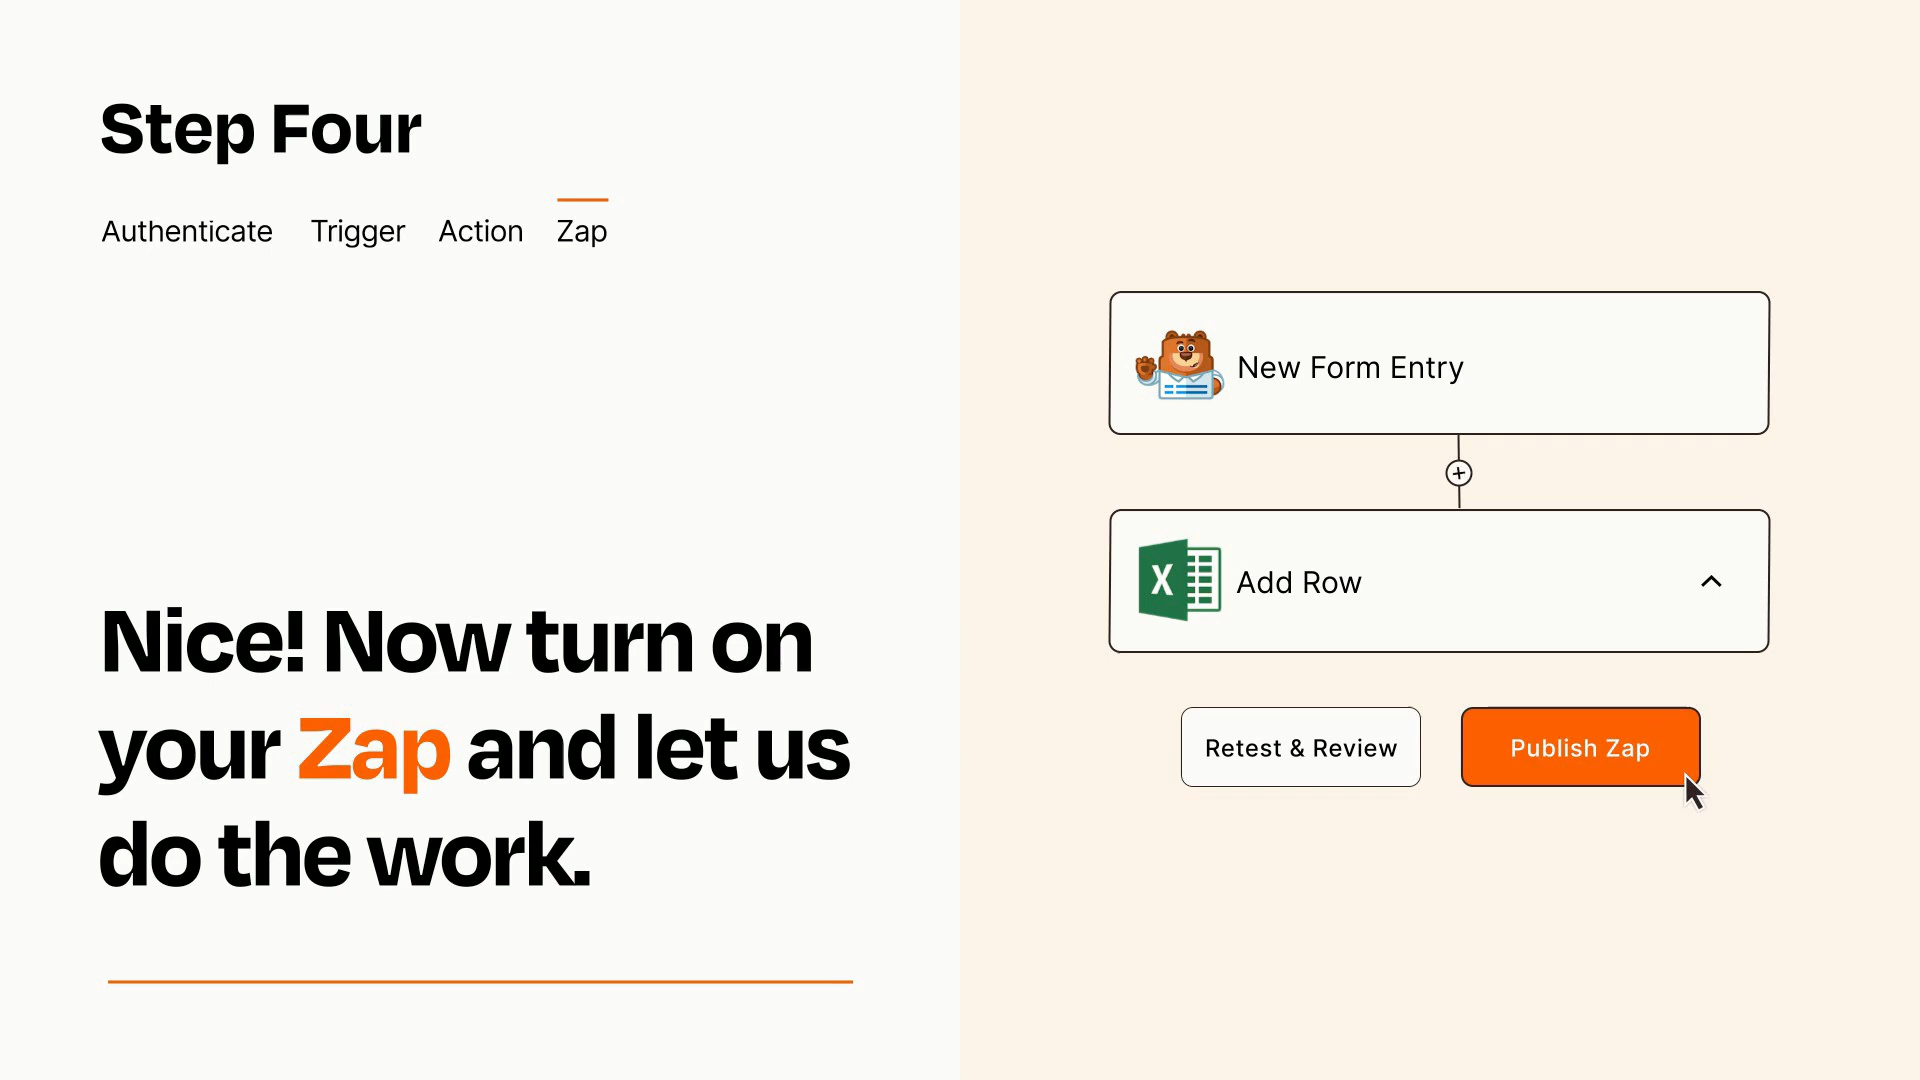 Step Four
Authenticate Trigger Action Zap
Nice! Now turn on
your Zap and let us
do the work.
New Form Entry
X
Add Row
Retest & Review
Publish Zap